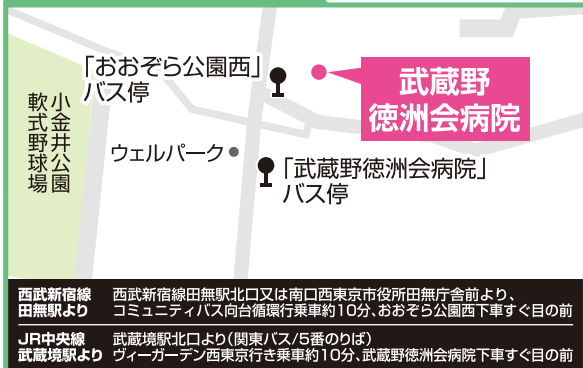 「おおぞら公園西」
バス停
武蔵野
徳洲会病院
小金井公園
軟式野球場
ウェルパーク
「武蔵野徳洲会病院」
バス停
西武新宿線
田無駅より
西武新宿線田無駅北口又は南口西東京市役所田無庁舎前より、
コミュニティバス向台循環行乗車約10分、おおぞら公園西下車すぐ目の前
JR中央線
武蔵境駅より
武蔵境駅北口より(関東バス/5番のりば)
ヴィーガーデン西東京行き乗車約10分、武蔵野徳洲会病院下車すぐ目の前